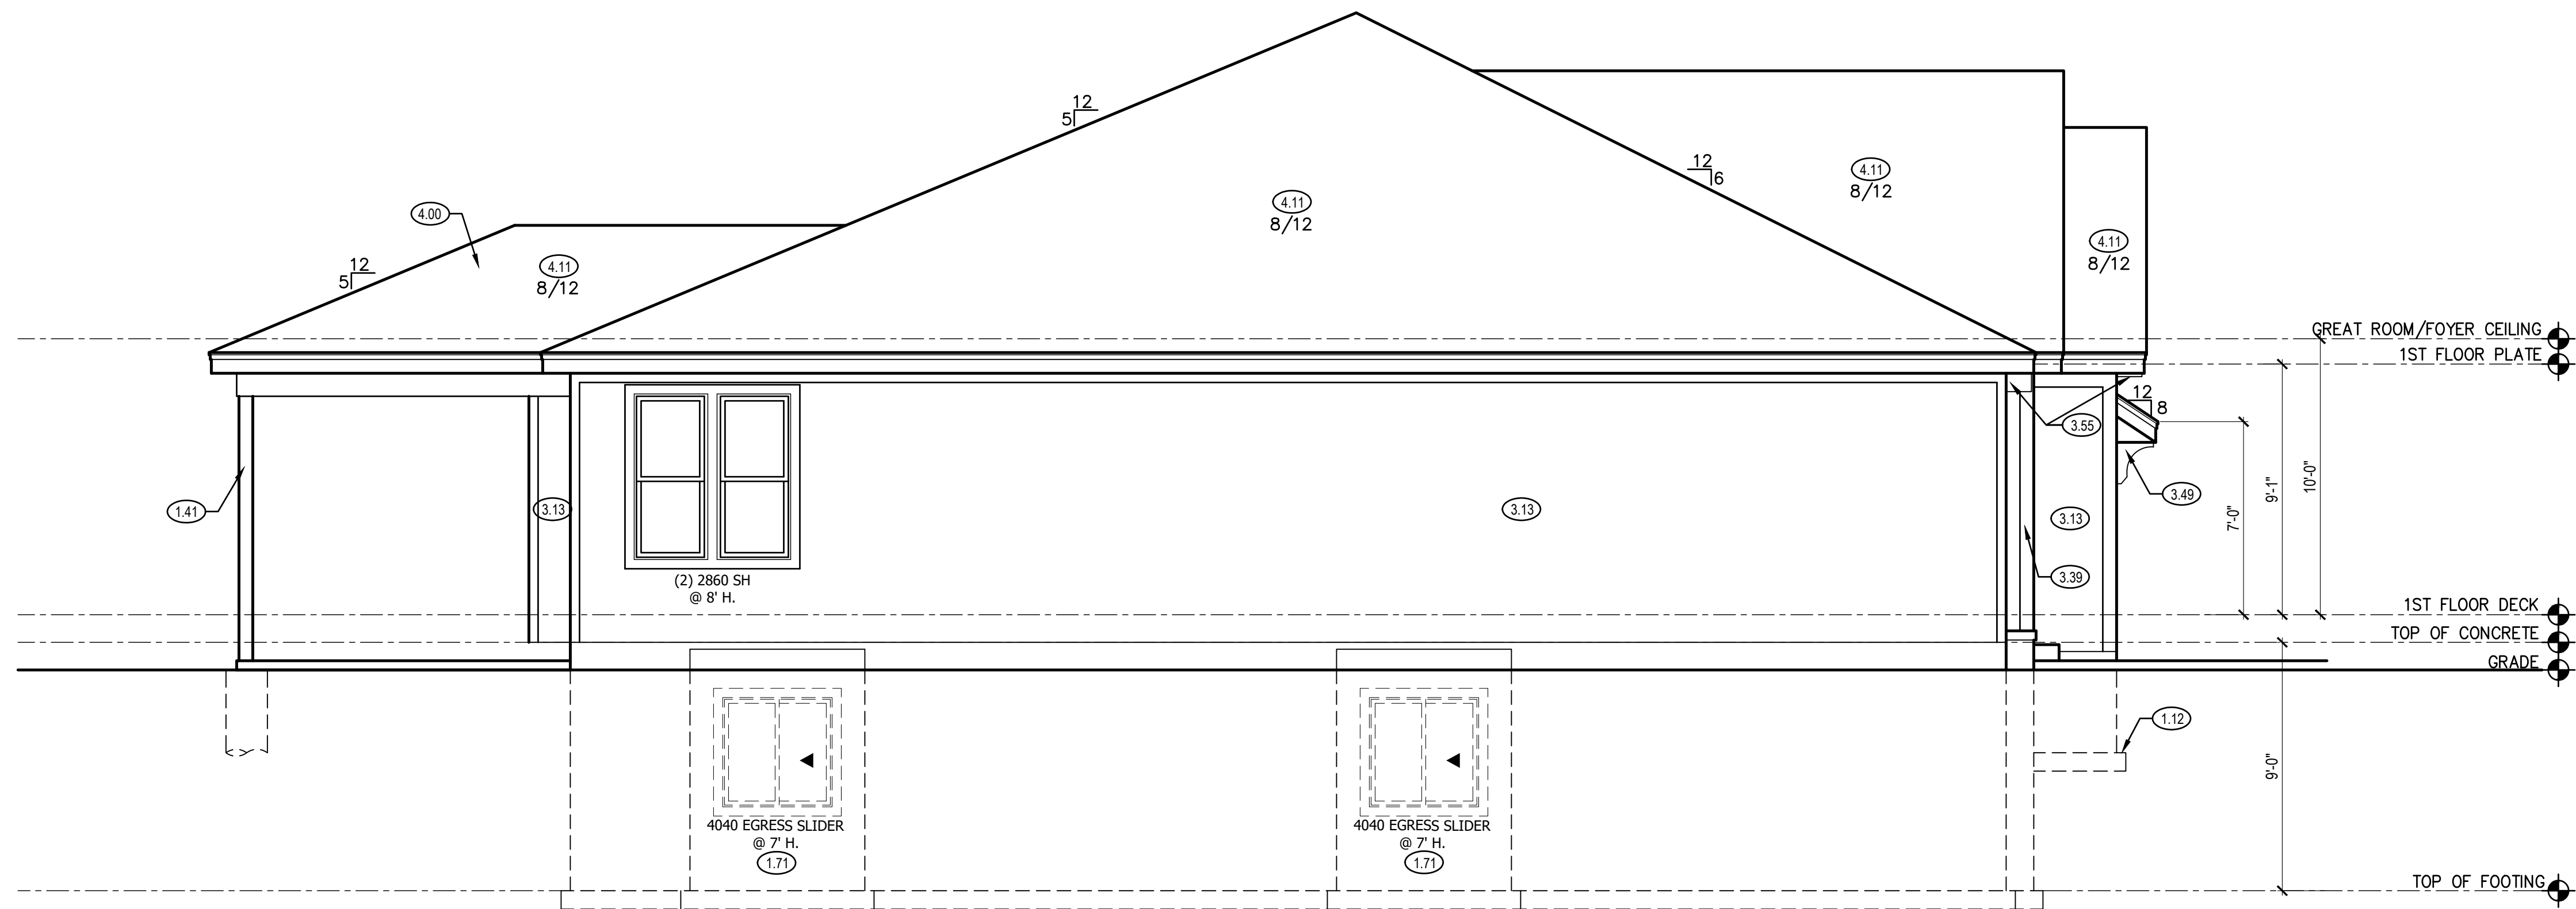 12
5
12
6
4.11
8/12
4.11
8/12
4.00
4.11
8/12
12
5
4.11
8/12
GREAT ROOM/FOYER CEILING
1ST FLOOR PLATE
12
8
3.55
1.41
3.13
3.13
3.13
3.49
7'-0"
9'-1"
10'-0"
3.39
(2) 2860 SH
@ 8' H.
1ST FLOOR DECK
TOP OF CONCRETE
GRADE
1.12
9'-0"
4040 EGRESS SLIDER
@ 7' H.
1.71
4040 EGRESS SLIDER
@ 7' H.
1.71
TOP OF FOOTING